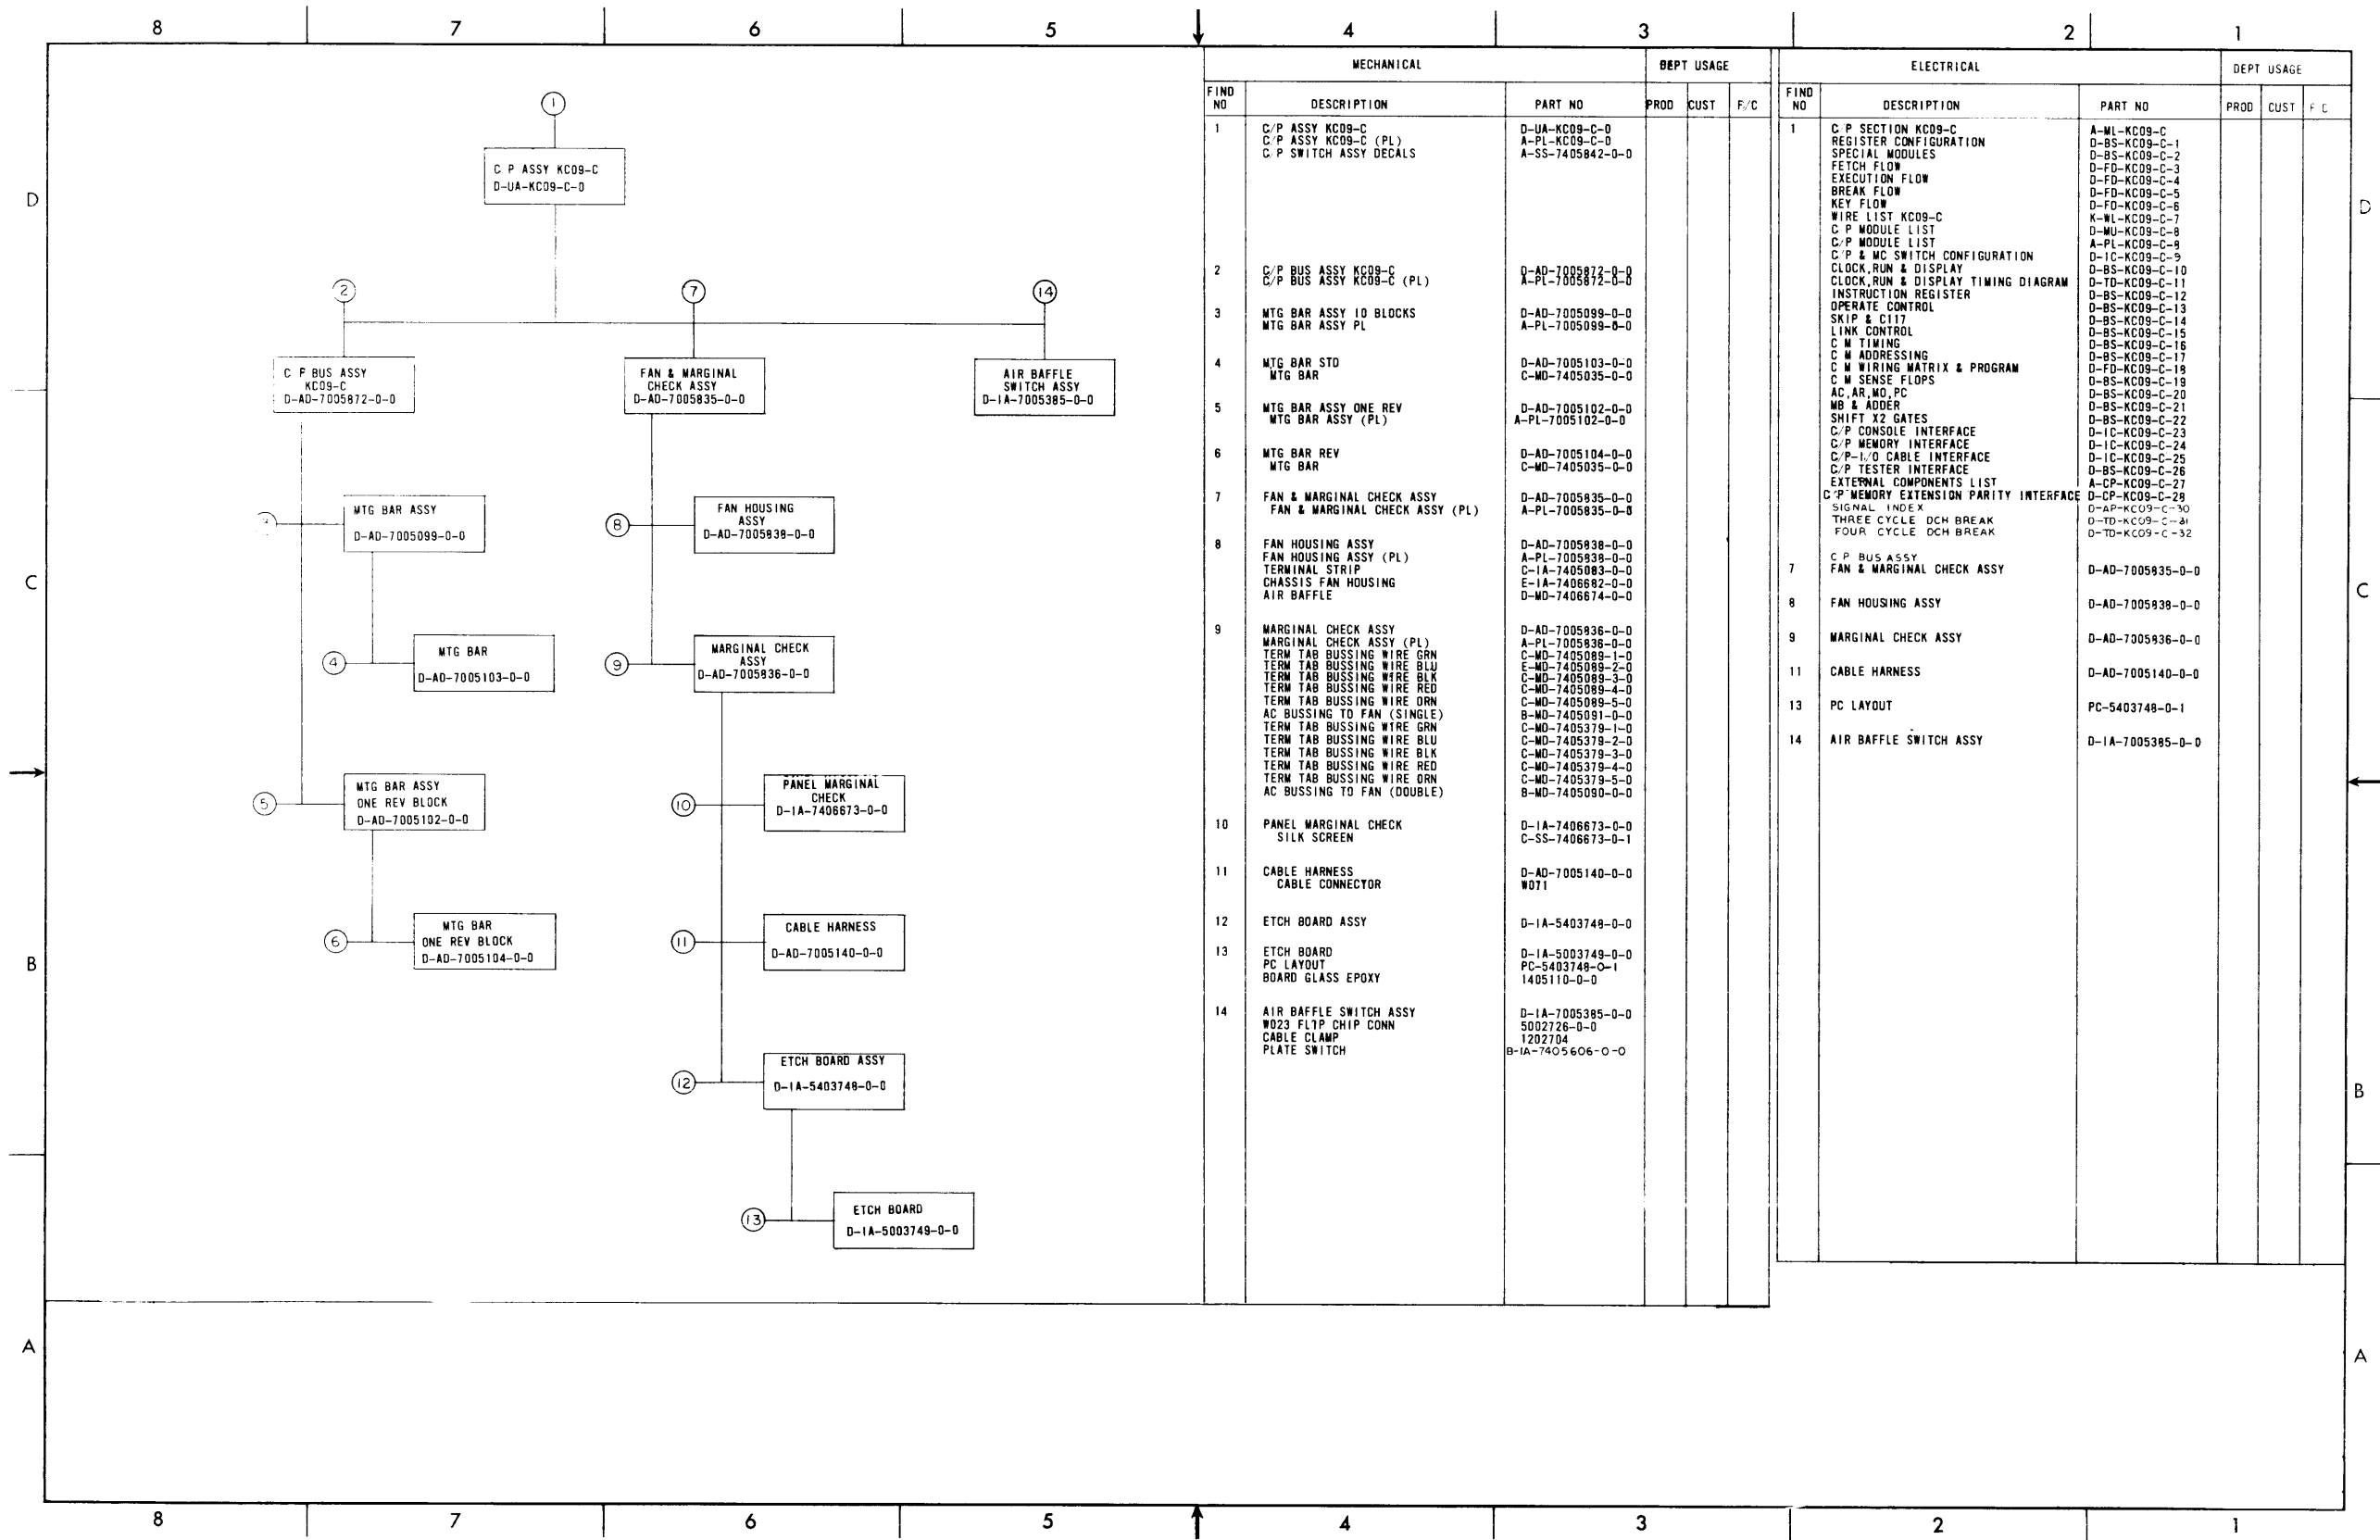 8 7 6 5 4 3 2 1
D
C
B
A
1
C P ASSY KC09-C
D-UA-KC09-C-0
2
7
14
C P BUS ASSY
KC09-C
D-AD-7005872-0-0
FAN & MARGINAL
CHECK ASSY
D-AD-7005835-0-0
AIR BAFFLE
SWITCH ASSY
D-IA-7005385-0-0
MTG BAR ASSY
D-AD-7005099-0-0
8
FAN HOUSING
ASSY
D-AD-7005838-0-0
4
MTG BAR
D-AD-7005103-0-0
9
MARGINAL CHECK
ASSY
D-AD-7005836-0-0
5
MTG BAR ASSY
ONE REV BLOCK
D-AD-7005102-0-0
10
PANEL MARGINAL
CHECK
D-IA-7406673-0-0
6
MTG BAR
ONE REV BLOCK
D-AD-7005104-0-0
11
CABLE HARNESS
D-AD-7005140-0-0
12
ETCH BOARD ASSY
D-IA-5403748-0-0
13
ETCH BOARD
D-IA-5003749-0-0
MECHANICAL DEPT USAGE
FIND NO DESCRIPTION PART NO PROD CUST F/C
1 C/P ASSY KC09-C D-UA-KC09-C-0
C/P ASSY KC09-C (PL) A-PL-KC09-C-0
C/P SWITCH ASSY DECALS A-SS-7405842-0-0
2 C/P BUS ASSY KC09-C D-AD-7005872-0-0
C/P BUS ASSY KC09-C (PL) A-PL-7005872-0-0
3 MTG BAR ASSY 10 BLOCKS D-AD-7005099-0-0
MTG BAR ASSY PL A-PL-7005099-0-0
4 MTG BAR STD D-AD-7005103-0-0
MTG BAR C-MD-7405035-0-0
5 MTG BAR ASSY ONE REV D-AD-7005102-0-0
MTG BAR ASSY (PL) A-PL-7005102-0-0
6 MTG BAR REV D-AD-7005104-0-0
MTG BAR C-MD-7405035-0-0
7 FAN & MARGINAL CHECK ASSY D-AD-7005835-0-0
FAN & MARGINAL CHECK ASSY (PL) A-PL-7005835-0-0
8 FAN HOUSING ASSY D-AD-7005838-0-0
FAN HOUSING ASSY (PL) A-PL-7005838-0-0
TERMINAL STRIP C-IA-7405083-0-0
CHASSIS FAN HOUSING E-IA-7406682-0-0
AIR BAFFLE D-MD-7406674-0-0
9 MARGINAL CHECK ASSY D-AD-7005836-0-0
MARGINAL CHECK ASSY (PL) A-PL-7005836-0-0
TERM TAB BUSSING WIRE GRN C-MD-7405089-1-0
TERM TAB BUSSING WIRE BLU E-MD-7405089-2-0
TERM TAB BUSSING WIRE BLK C-MD-7405089-3-0
TERM TAB BUSSING WIRE RED C-MD-7405089-4-0
TERM TAB BUSSING WIRE ORN C-MD-7405089-5-0
AC BUSSING TO FAN (SINGLE) B-MD-7405091-0-0
TERM TAB BUSSING WIRE GRN C-MD-7405379-1-0
TERM TAB BUSSING WIRE BLU C-MD-7405379-2-0
TERM TAB BUSSING WIRE BLK C-MD-7405379-3-0
TERM TAB BUSSING WIRE RED C-MD-7405379-4-0
TERM TAB BUSSING WIRE ORN C-MD-7405379-5-0
AC BUSSING TO FAN (DOUBLE) B-MD-7405090-0-0
10 PANEL MARGINAL CHECK D-IA-7406673-0-0
SILK SCREEN C-SS-7406673-0-1
11 CABLE HARNESS D-AD-7005140-0-0
CABLE CONNECTOR W071
12 ETCH BOARD ASSY D-IA-5403748-0-0
13 ETCH BOARD D-IA-5003749-0-0
PC LAYOUT PC-5403748-0-1
BOARD GLASS EPOXY 1405110-0-0
14 AIR BAFFLE SWITCH ASSY D-IA-7005385-0-0
W023 FLIP CHIP CONN 5002726-0-0
CABLE CLAMP 1202704
PLATE SWITCH B-IA-7405606-0-0
ELECTRICAL DEPT USAGE
FIND NO DESCRIPTION PART NO PROD CUST F C
1 C P SECTION KC09-C A-ML-KC09-C
REGISTER CONFIGURATION D-BS-KC09-C-1
SPECIAL MODULES D-BS-KC09-C-2
FETCH FLOW D-FD-KC09-C-3
EXECUTION FLOW D-FD-KC09-C-4
BREAK FLOW D-FD-KC09-C-5
KEY FLOW D-FD-KC09-C-6
WIRE LIST KC09-C K-WL-KC09-C-7
C P MODULE LIST D-MU-KC09-C-8
C/P MODULE LIST A-PL-KC09-C-8
C/P & MC SWITCH CONFIGURATION D-IC-KC09-C-9
CLOCK,RUN & DISPLAY D-BS-KC09-C-10
CLOCK,RUN & DISPLAY TIMING DIAGRAM D-TD-KC09-C-11
INSTRUCTION REGISTER D-BS-KC09-C-12
OPERATE CONTROL D-BS-KC09-C-13
SKIP & CI17 D-BS-KC09-C-14
LINK CONTROL D-BS-KC09-C-15
C M TIMING D-BS-KC09-C-16
C M ADDRESSING D-BS-KC09-C-17
C M WIRING MATRIX & PROGRAM D-FD-KC09-C-18
C M SENSE FLOPS D-BS-KC09-C-19
AC,AR,MQ,PC D-BS-KC09-C-20
MB & ADDER D-BS-KC09-C-21
SHIFT X2 GATES D-BS-KC09-C-22
C/P CONSOLE INTERFACE D-IC-KC09-C-23
C/P MEMORY INTERFACE D-IC-KC09-C-24
C/P-I/O CABLE INTERFACE D-IC-KC09-C-25
C/P TESTER INTERFACE D-BS-KC09-C-26
EXTERNAL COMPONENTS LIST A-CP-KC09-C-27
C P MEMORY EXTENSION PARITY INTERFACE D-CP-KC09-C-28
SIGNAL INDEX D-AP-KC09-C-30
THREE CYCLE DCH BREAK D-TD-KC09-C-31
FOUR CYCLE DCH BREAK D-TD-KC09-C-32
C P BUS ASSY
7 FAN & MARGINAL CHECK ASSY D-AD-7005835-0-0
8 FAN HOUSING ASSY D-AD-7005838-0-0
9 MARGINAL CHECK ASSY D-AD-7005836-0-0
11 CABLE HARNESS D-AD-7005140-0-0
13 PC LAYOUT PC-5403748-0-1
14 AIR BAFFLE SWITCH ASSY D-IA-7005385-0-0
D
C
B
A
8 7 6 5 4 3 2 1